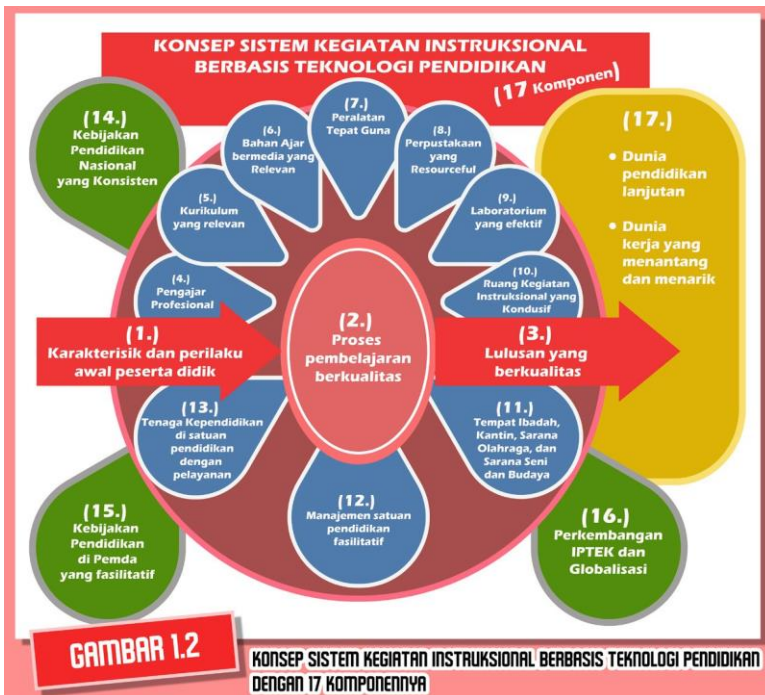 KONSEP SISTEM KEGIATAN INSTRUKSIONAL
BERBASIS TEKNOLOGI PENDIDIKAN
(17 Komponen)
(14.)
Kebijakan
Pendidikan
Nasional
yang Konsisten
(6.)
Bahan Ajar
bermedia yang
Relevan
(7.)
Peralatan
Tepat Guna
(8.)
Perpustakaan
yang
Resourceful
(17.)
• Dunia
pendidikan
lanjutan
• Dunia
kerja yang
menantang
dan menarik
(5.)
Kurikulum
yang relevan
(9.)
Laboratorium
yang efektif
(4.)
Pengajar
Profesional
(10.)
Ruang Kegiatan
Instruksional yang
Kondusif
(1.)
Karakterisik dan perilaku
awal peserta didik
(2.)
Proses
pembelajaran
berkualitas
(3.)
Lulusan yang
berkualitas
(13.)
Tenaga Kependidikan
di satuan
pendidikan
dengan
pelayanan
(11.)
Tempat Ibadah,
Kantin, Sarana
Olahraga, dan
Sarana Seni
dan Budaya
(12.)
Manajemen satuan
pendidikan
fasilitatif
(15.)
Kebijakan
Pendidikan
di Pemda
yang fasilitatif
(16.)
Perkembangan
IPTEK dan
Globalisasi
GAMBAR 1.2
KONSEP SISTEM KEGIATAN INSTRUKSIONAL BERBASIS TEKNOLOGI PENDIDIKAN
DENGAN 17 KOMPONENNYA